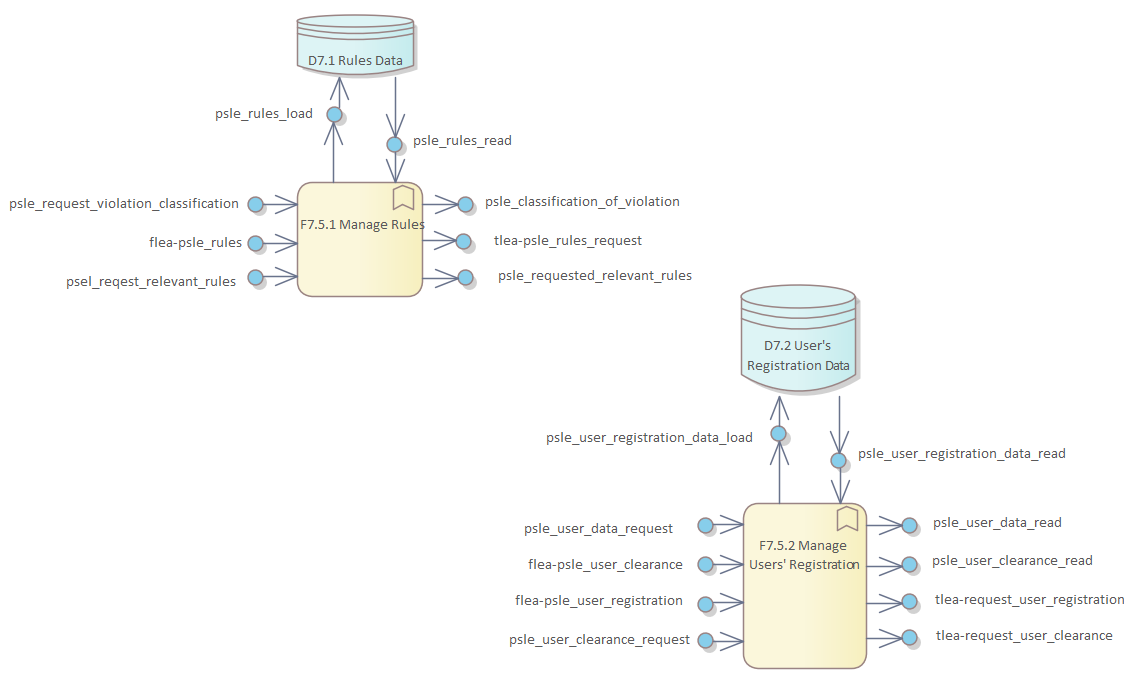 D7.1 Rules Data
psle_rules_load
psle_rules_read
psle_request_violation_classification
flea-psle_rules
psel_reqest_relevant_rules
F7.5.1 Manage Rules
psle_classification_of_violation
tlea-psle_rules_request
psle_requested_relevant_rules
D7.2 User's
Registration Data
psle_user_registration_data_load
psle_user_registration_data_read
psle_user_data_request
flea-psle_user_clearance
flea-psle_user_registration
psle_user_clearance_request
F7.5.2 Manage
Users' Registration
psle_user_data_read
psle_user_clearance_read
tlea-request_user_registration
tlea-request_user_clearance